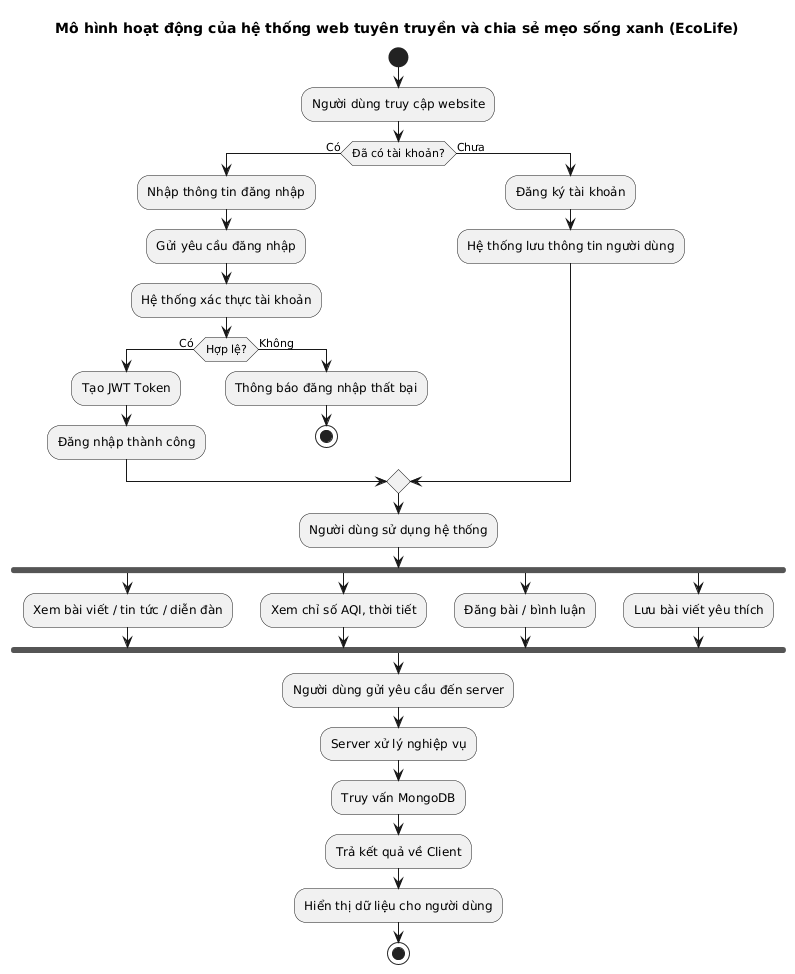 Mô hình hoạt động của hệ thống web tuyên truyền và chia sẻ mẹo sống xanh (EcoLife)
Người dùng truy cập website
Đã có tài khoản?
Có
Chưa
Nhập thông tin đăng nhập
Đăng ký tài khoản
Gửi yêu cầu đăng nhập
Hệ thống lưu thông tin người dùng
Hệ thống xác thực tài khoản
Hợp lệ?
Có
Không
Tạo JWT Token
Thông báo đăng nhập thất bại
Đăng nhập thành công
Người dùng sử dụng hệ thống
Xem bài viết / tin tức / diễn đàn
Xem chỉ số AQI, thời tiết
Đăng bài / bình luận
Lưu bài viết yêu thích
Người dùng gửi yêu cầu đến server
Server xử lý nghiệp vụ
Truy vấn MongoDB
Trả kết quả về Client
Hiển thị dữ liệu cho người dùng